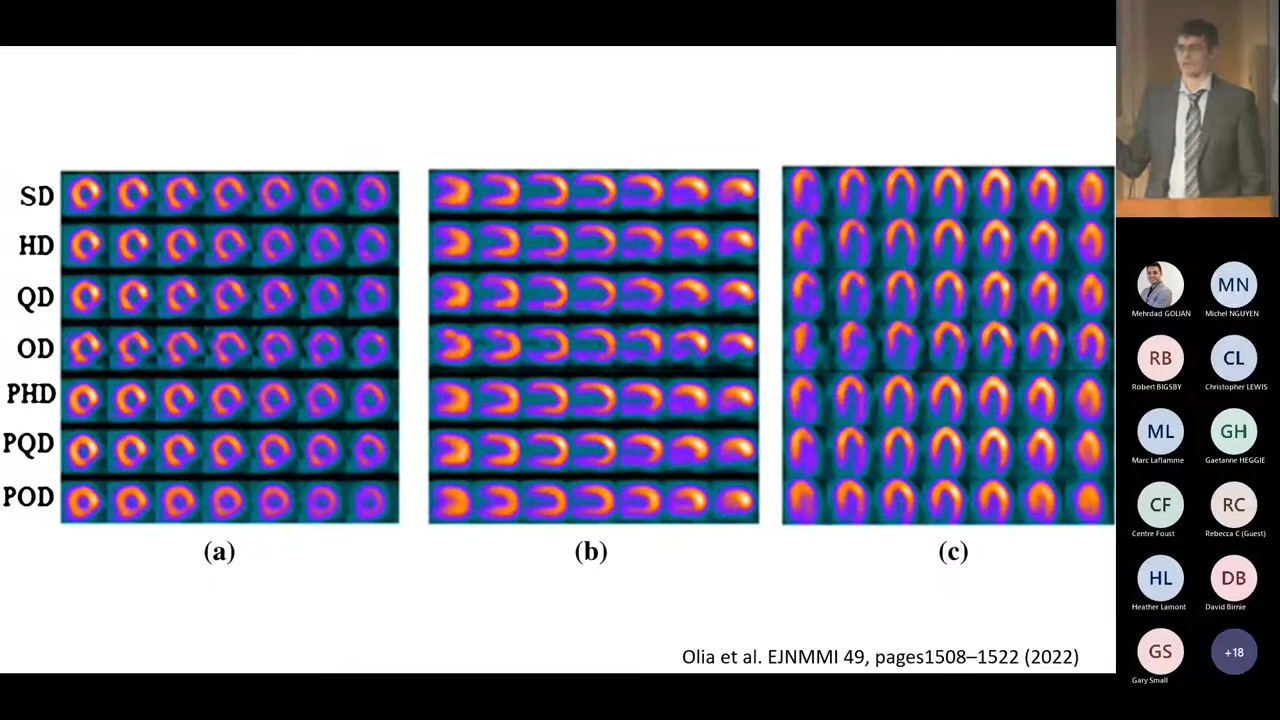 SD
HD
QD
OD
PHD
PQD
POD
(a)
(b)
(c)
Olia et al. EJNMMI 49, pages1508–1522 (2022)
Mehrdad GOLIAN
MN
Michel NGUYEN
RB
Robert BIGSBY
CL
Christopher LEWIS
ML
Marc Laflamme
GH
Gaetanne HEGGIE
CF
Centre Foust
RC
Rebecca C (Guest)
HL
Heather Lamont
DB
David Birnie
GS
Gary Small
+18